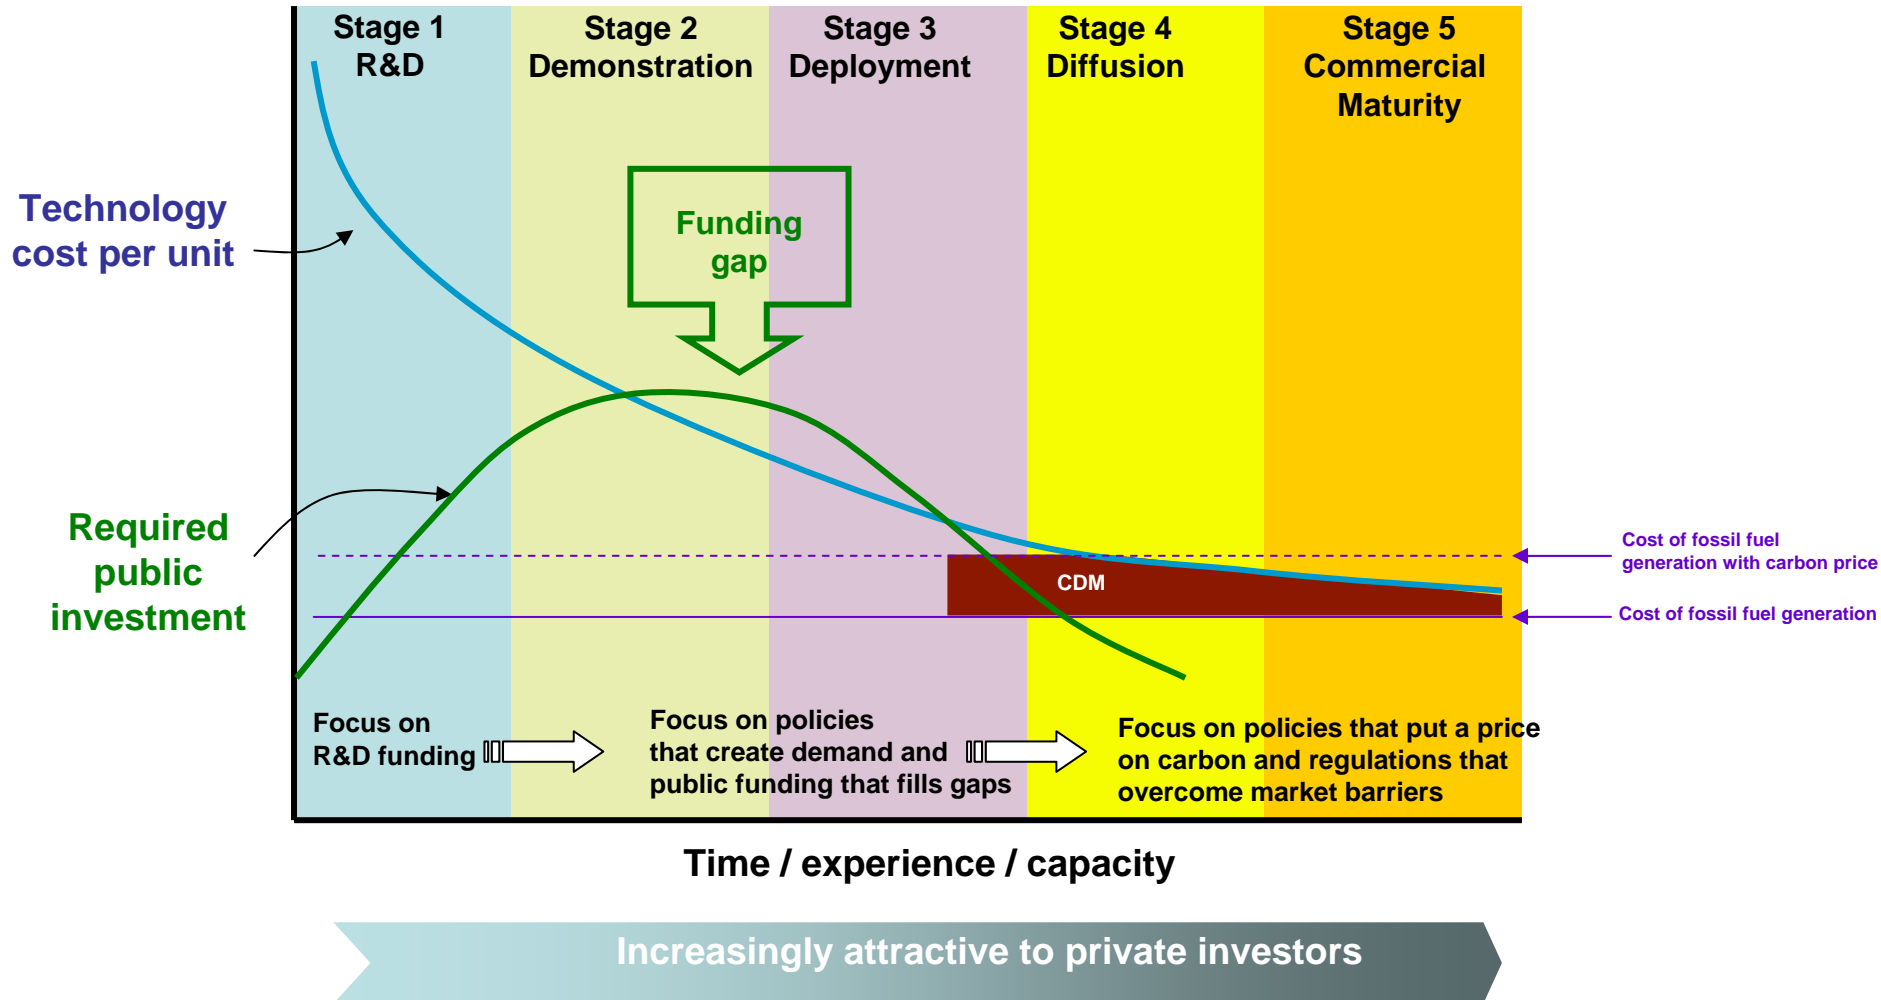 Stage 1
R&D
Stage 2
Demonstration
Stage 3
Deployment
Stage 4
Diffusion
Stage 5
Commercial
Maturity
Technology
cost per unit
Funding
gap
Required
public
investment
CDM
Cost of fossil fuel
generation with carbon price
Cost of fossil fuel generation
Focus on
R&D funding
Focus on policies
that create demand and
public funding that fills gaps
Focus on policies that put a price
on carbon and regulations that
overcome market barriers
Time / experience / capacity
Increasingly attractive to private investors